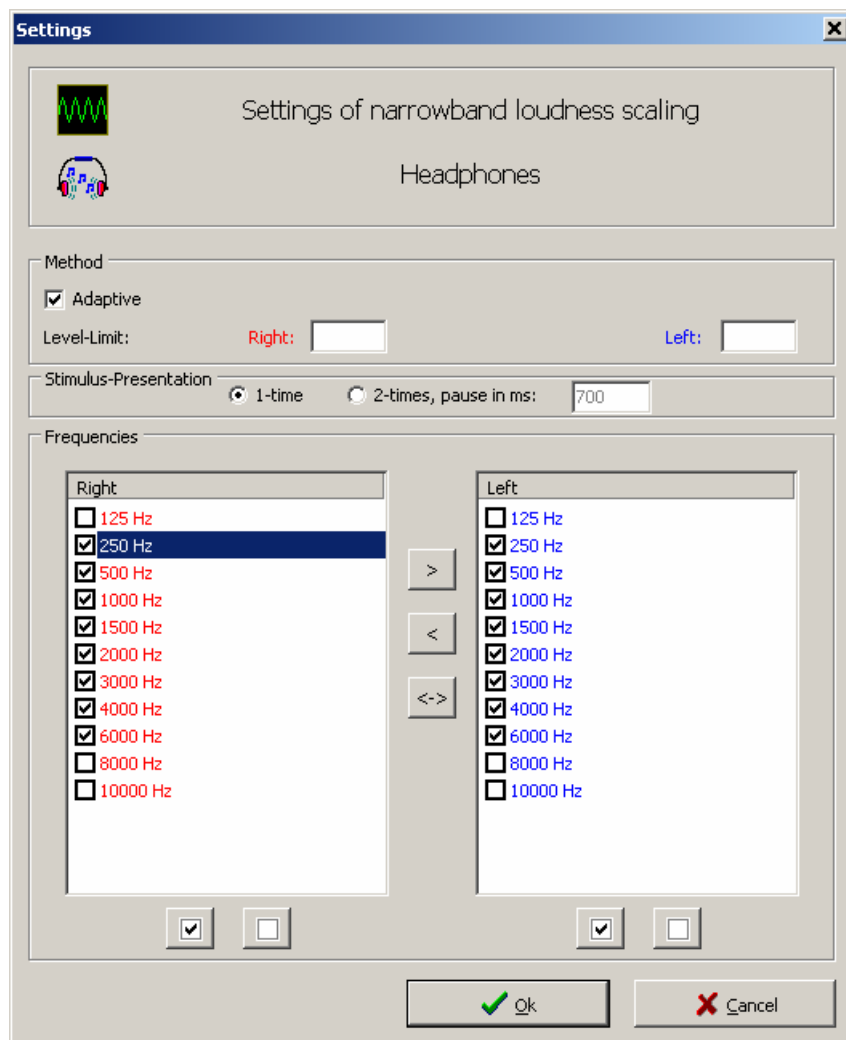 Settings
Settings of narrowband loudness scaling
Headphones
Method
Adaptive
Level-Limit: Right: Left:
Stimulus-Presentation
1-time 2-times, pause in ms: 700
Frequencies
Right Left
125 Hz 125 Hz
250 Hz 250 Hz
500 Hz > 500 Hz
1000 Hz 1000 Hz
1500 Hz < 1500 Hz
2000 Hz 2000 Hz
3000 Hz <-> 3000 Hz
4000 Hz 4000 Hz
6000 Hz 6000 Hz
8000 Hz 8000 Hz
10000 Hz 10000 Hz
Ok Cancel